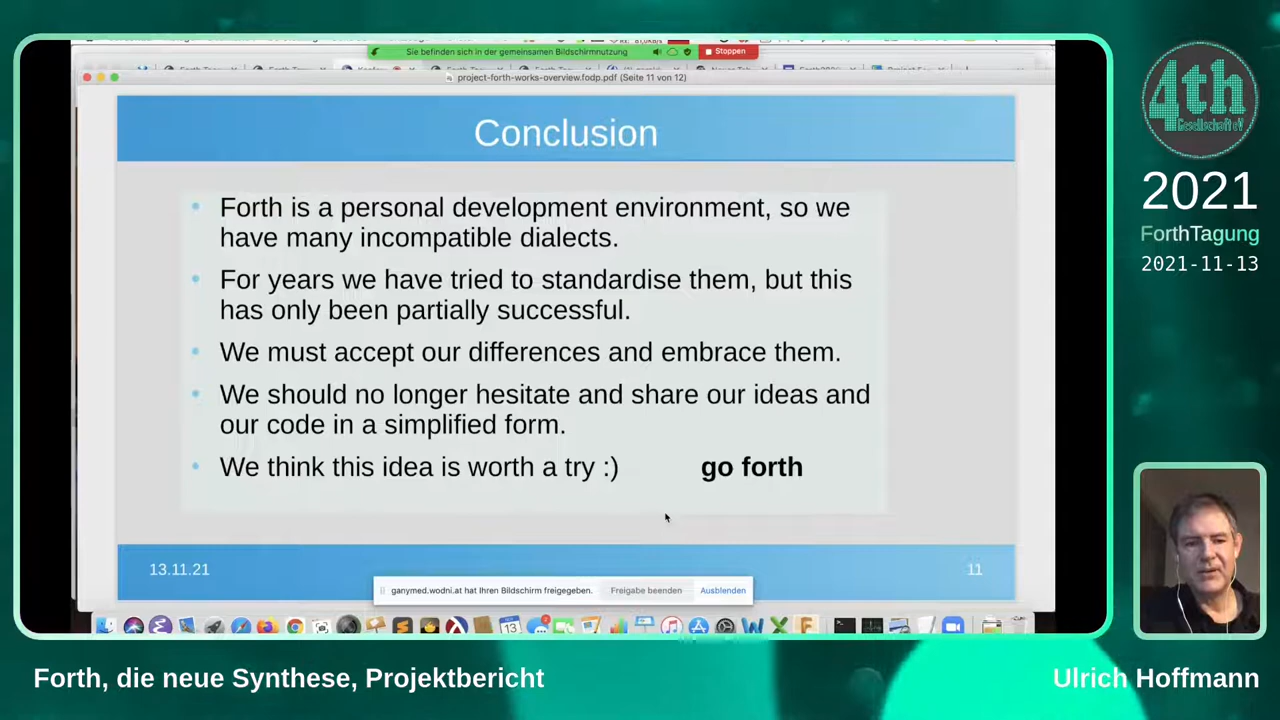 Sie befinden sich in der gemeinsamen Bildschirmnutzung
Stoppen
project-forth-works-overview.fodp.pdf (Seite 11 von 12)
Conclusion
• Forth is a personal development environment, so we
have many incompatible dialects.
• For years we have tried to standardise them, but this
has only been partially successful.
• We must accept our differences and embrace them.
• We should no longer hesitate and share our ideas and
our code in a simplified form.
• We think this idea is worth a try :) go forth
13.11.21
11
ganymed.wodni.at hat Ihren Bildschirm freigegeben. Freigabe beenden Ausblenden
4th
Gesellschaft eV
2021
ForthTagung
2021-11-13
Forth, die neue Synthese, Projektbericht
Ulrich Hoffmann